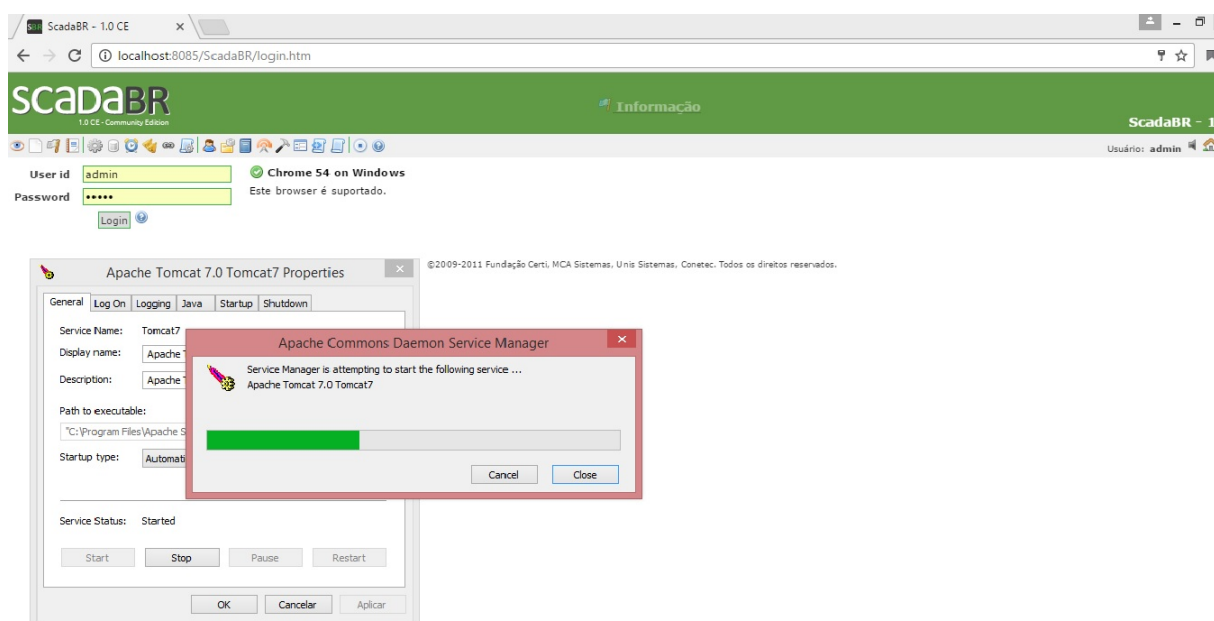 ScadaBR - 1.0 CE
localhost:8085/ScadaBR/login.htm
SCADABR
1.0 CE - Community Edition
Informação
ScadaBR - 1
Usuário: admin
User id admin
Chrome 54 on Windows
Este browser é suportado.
Password •••••
Login
©2009-2011 Fundação Certi, MCA Sistemas, Unis Sistemas, Conetec. Todos os direitos reservados.
Apache Tomcat 7.0 Tomcat7 Properties
General Log On Logging Java Startup Shutdown
Service Name: Tomcat7
Display name: Apache
Description: Apache
Path to executable:
"C:\Program Files\Apache S
Startup type: Automati
Service Status: Started
Start Stop Pause Restart
OK Cancelar Aplicar
Apache Commons Daemon Service Manager
Service Manager is attempting to start the following service ...
Apache Tomcat 7.0 Tomcat7
Cancel Close